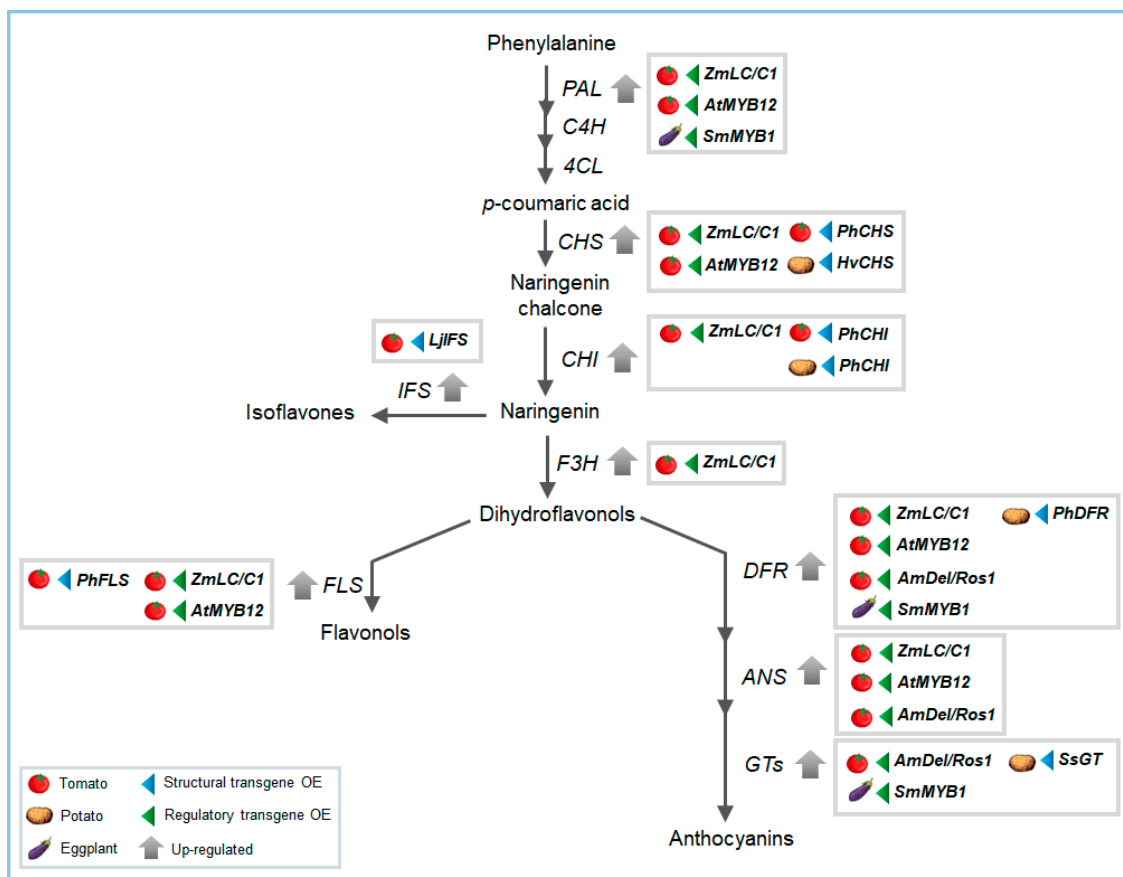 Phenylalanine
PAL
ZmLC/C1
AtMYB12
SmMYB1
C4H
4CL
p-coumaric acid
CHS
ZmLC/C1 PhCHS
AtMYB12 HvCHS
Naringenin
chalcone
LjIFS
CHI
ZmLC/C1 PhCHI
PhCHI
IFS
Isoflavones
Naringenin
F3H
ZmLC/C1
Dihydroflavonols
PhFLS ZmLC/C1
AtMYB12
FLS
Flavonols
DFR
ZmLC/C1 PhDFR
AtMYB12
AmDel/Ros1
SmMYB1
ANS
ZmLC/C1
AtMYB12
AmDel/Ros1
GTs
AmDel/Ros1 SsGT
SmMYB1
Anthocyanins
Tomato Structural transgene OE
Potato Regulatory transgene OE
Eggplant Up-regulated